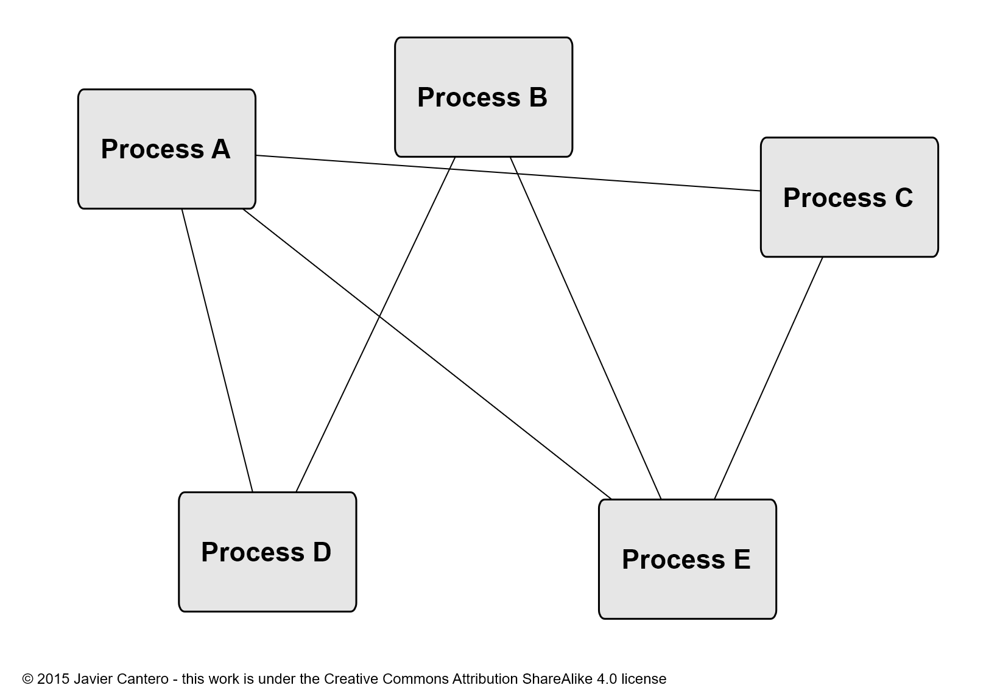 Process B
Process A
Process C
Process D
Process E
© 2015 Javier Cantero - this work is under the Creative Commons Attribution ShareAlike 4.0 license